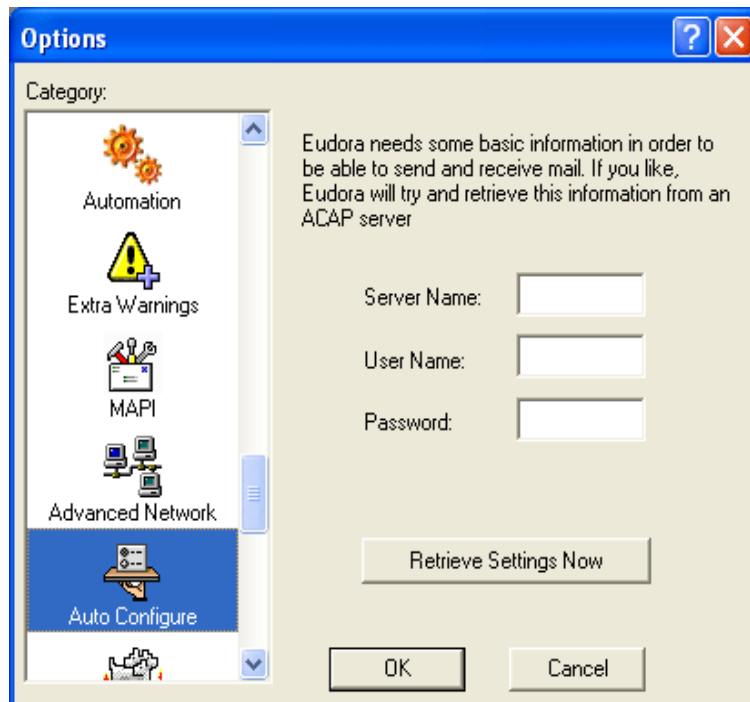 Options
Category:
Automation
Extra Warnings
MAPI
Advanced Network
Auto Configure
Eudora needs some basic information in order to
be able to send and receive mail. If you like,
Eudora will try and retrieve this information from an
ACAP server
Server Name:
User Name:
Password:
Retrieve Settings Now
OK
Cancel